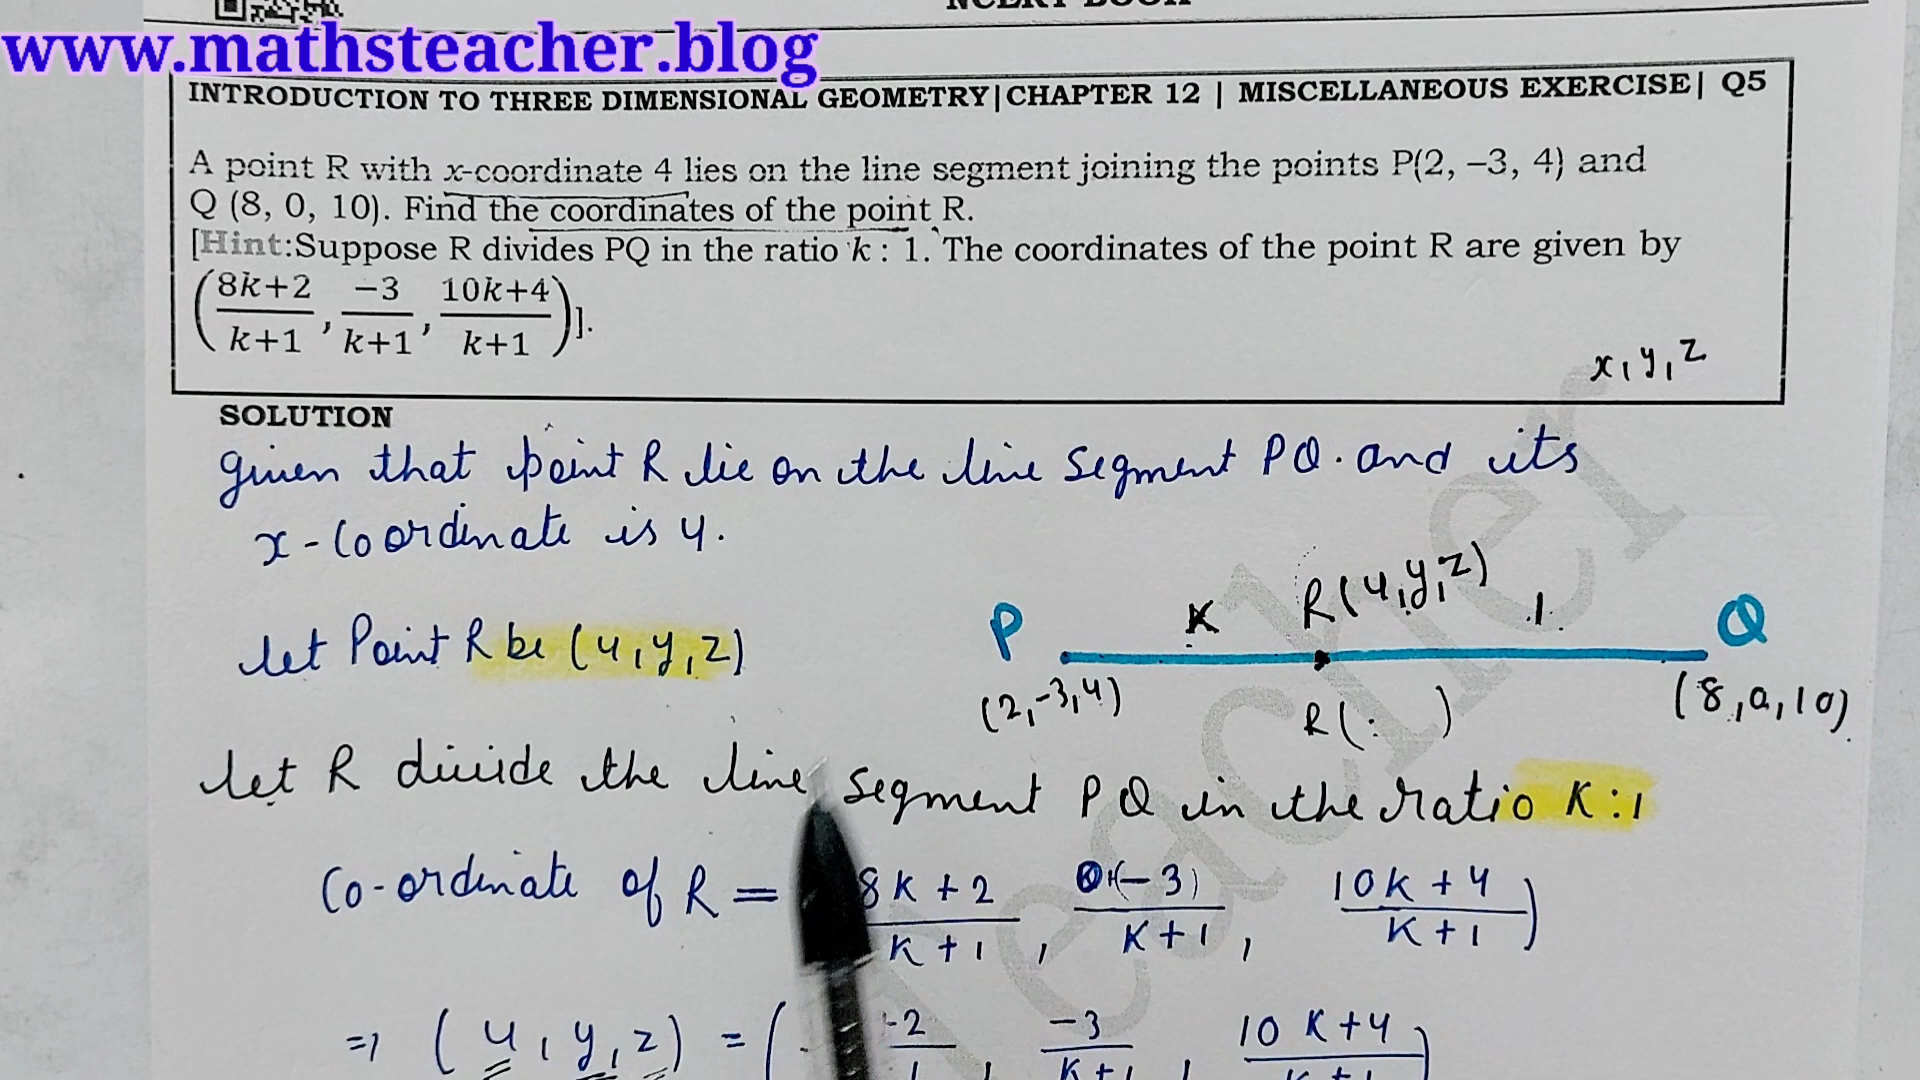 www.mathsteacher.blog
INTRODUCTION TO THREE DIMENSIONAL GEOMETRY|CHAPTER 12 | MISCELLANEOUS EXERCISE| Q5
A point R with x-coordinate 4 lies on the line segment joining the points P(2, −3, 4) and
Q (8, 0, 10). Find the coordinates of the point R.
[Hint:Suppose R divides PQ in the ratio k : 1. The coordinates of the point R are given by
(8k+2/k+1, −3/k+1, 10k+4/k+1)].
x, y, z
SOLUTION
given that point R lie on the line segment PQ. and its
x-coordinate is 4.
let Point R be (4, y, z)
P K R(4, y, z) 1 Q
(2, -3, 4) R( ) (8, 0, 10)
let R divide the line segment PQ in the ratio K:1
Co-ordinate of R = 8K+2/K+1, 0+(-3)/K+1, 10K+4/K+1)
=> (4, y, z) = ( -3/K+1, 10K+4